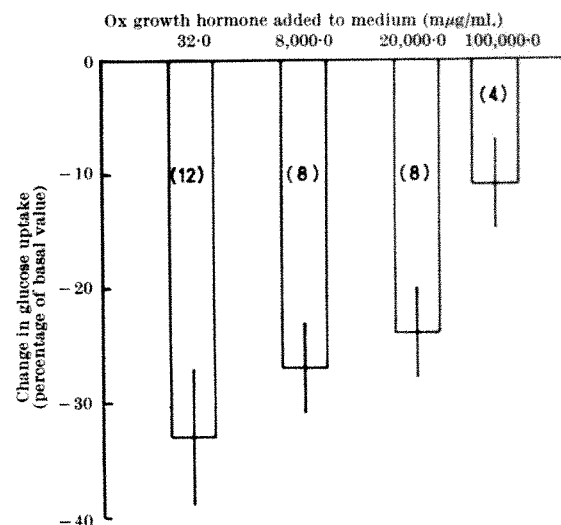 Ox growth hormone added to medium (mμg/ml.)
32·0 8,000·0 20,000·0 100,000·0
0
−10
−20
−30
−40
Change in glucose uptake
(percentage of basal value)
(12) (8) (8) (4)